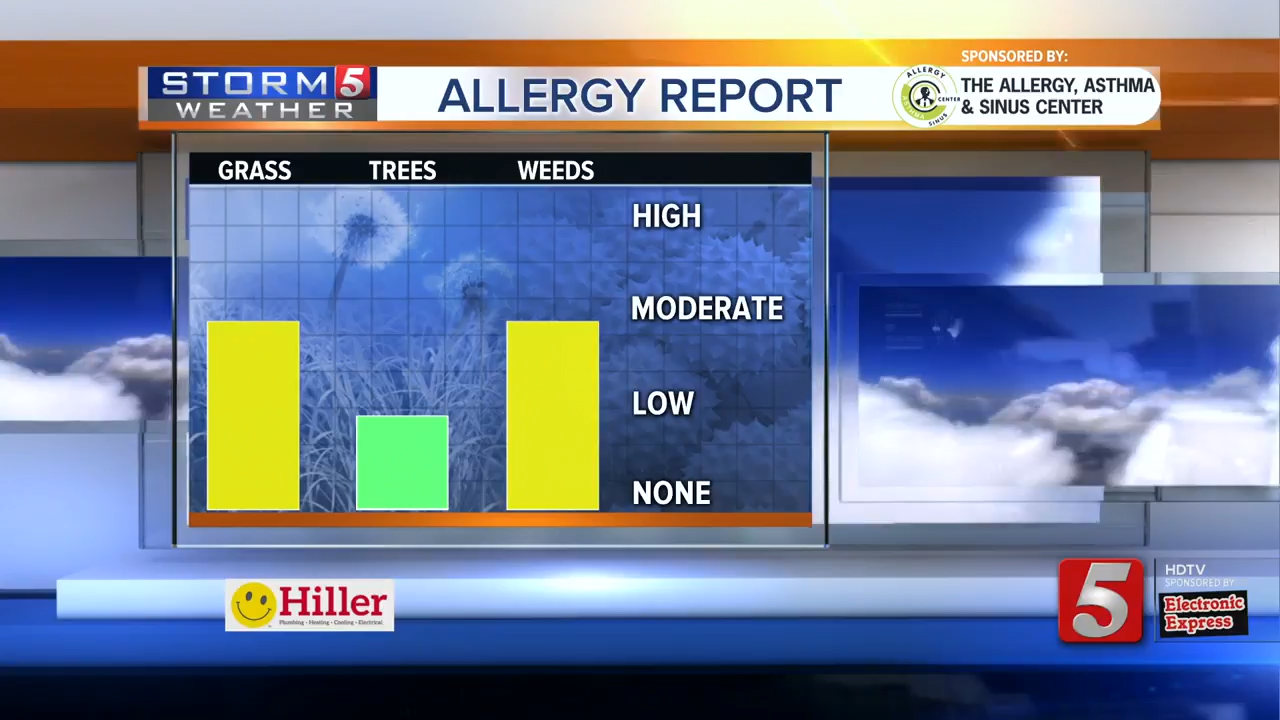 SPONSORED BY:
STORM 5
WEATHER
ALLERGY REPORT
ALLERGY
ASTHMA
SINUS
CENTER
THE ALLERGY, ASTHMA
& SINUS CENTER
GRASS TREES WEEDS
HIGH
MODERATE
LOW
NONE
Hiller
Plumbing • Heating • Cooling • Electrical
5
HDTV
SPONSORED BY
Electronic
Express